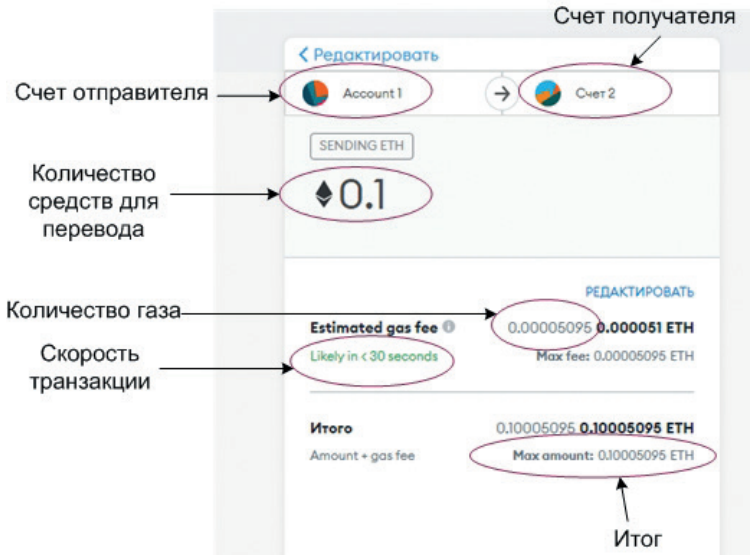 Счет получателя
Редактировать
Счет отправителя
Account 1
Счет 2
SENDING ETH
Количество
средств для
перевода
0.1
РЕДАКТИРОВАТЬ
Количество газа
Estimated gas fee 0.00005095 0.000051 ETH
Скорость
транзакции
Likely in < 30 seconds Max fee: 0.00005095 ETH
Итого 0,10005095 0.10005095 ETH
Amount + gas fee Max amount: 0,10005095 ETH
Итог